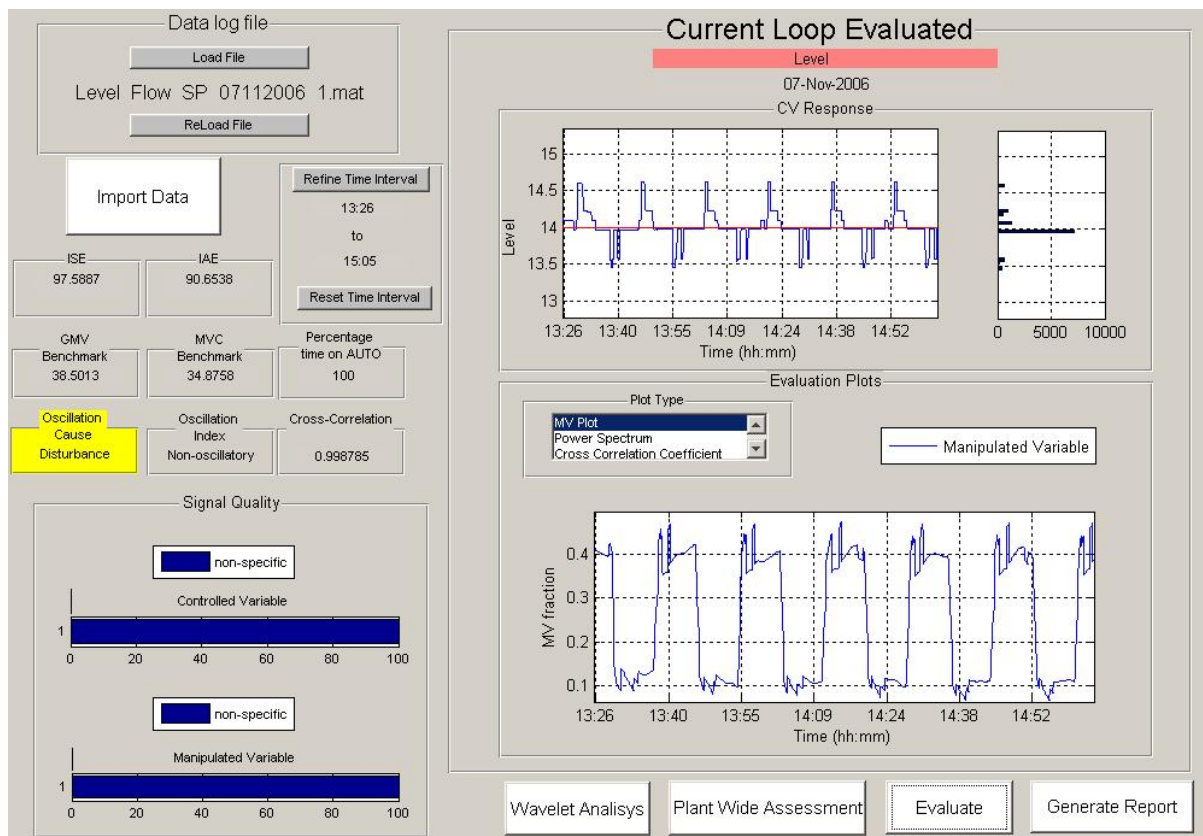 Data log file
Load File
Level Flow SP 07112006 1.mat
ReLoad File
Import Data
Refine Time Interval
13:26
to
15:05
Reset Time Interval
ISE
97.5887
IAE
90.6538
GMV
Benchmark
38.5013
MVC
Benchmark
34.8758
Percentage
time on AUTO
100
Oscillation
Cause
Disturbance
Oscillation
Index
Non-oscillatory
Cross-Correlation
0.998785
Signal Quality
non-specific
Controlled Variable
1
0 20 40 60 80 100
non-specific
Manipulated Variable
1
0 20 40 60 80 100
Current Loop Evaluated
Level
07-Nov-2006
CV Response
Level
15
14.5
14
13.5
13
13:26 13:40 13:55 14:09 14:24 14:38 14:52
Time (hh:mm)
0 5000 10000
Evaluation Plots
Plot Type
MV Plot
Power Spectrum
Cross Correlation Coefficient
Manipulated Variable
MV fraction
0.4
0.3
0.2
0.1
13:26 13:40 13:55 14:09 14:24 14:38 14:52
Time (hh:mm)
Wavelet Analisys
Plant Wide Assessment
Evaluate
Generate Report